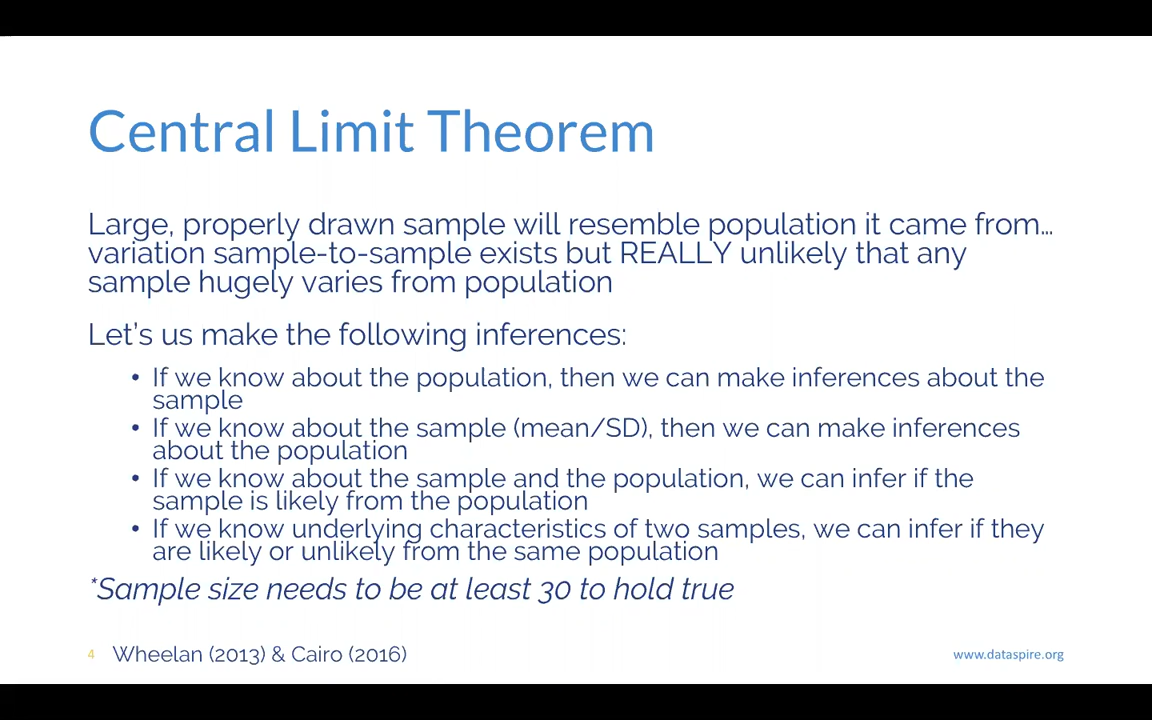 Central Limit Theorem
Large, properly drawn sample will resemble population it came from…
variation sample-to-sample exists but REALLY unlikely that any
sample hugely varies from population
Let's us make the following inferences:
• If we know about the population, then we can make inferences about the
sample
• If we know about the sample (mean/SD), then we can make inferences
about the population
• If we know about the sample and the population, we can infer if the
sample is likely from the population
• If we know underlying characteristics of two samples, we can infer if they
are likely or unlikely from the same population
*Sample size needs to be at least 30 to hold true
4 Wheelan (2013) & Cairo (2016)
www.dataspire.org